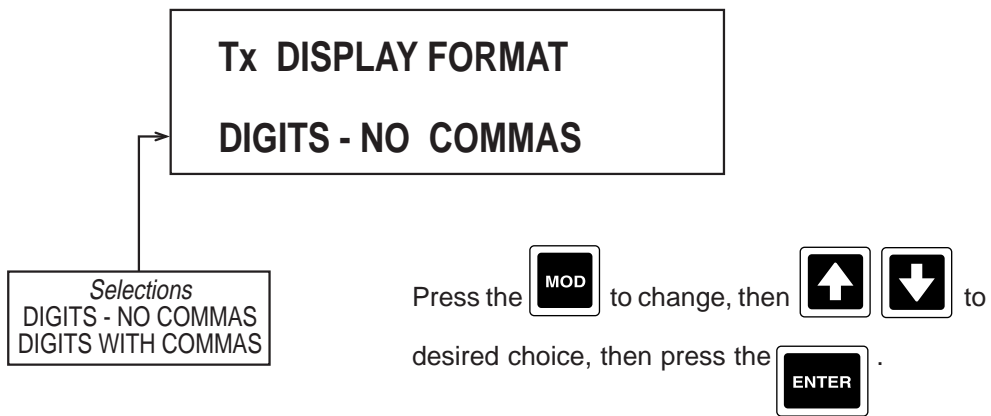 Tx DISPLAY FORMAT
DIGITS - NO COMMAS
Selections
DIGITS - NO COMMAS
DIGITS WITH COMMAS
Press the MOD to change, then to
desired choice, then press the ENTER .